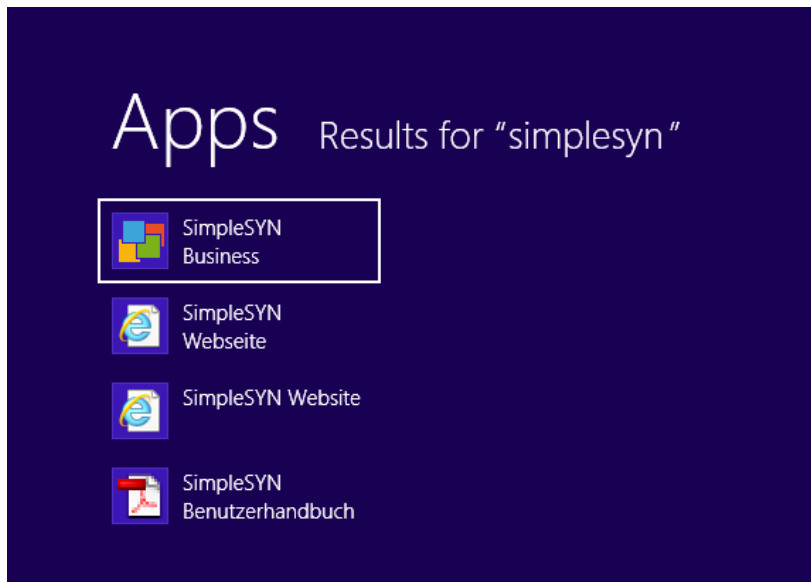 Apps Results for “simplesyn”
SimpleSYN
Business
SimpleSYN
Webseite
SimpleSYN Website
SimpleSYN
Benutzerhandbuch